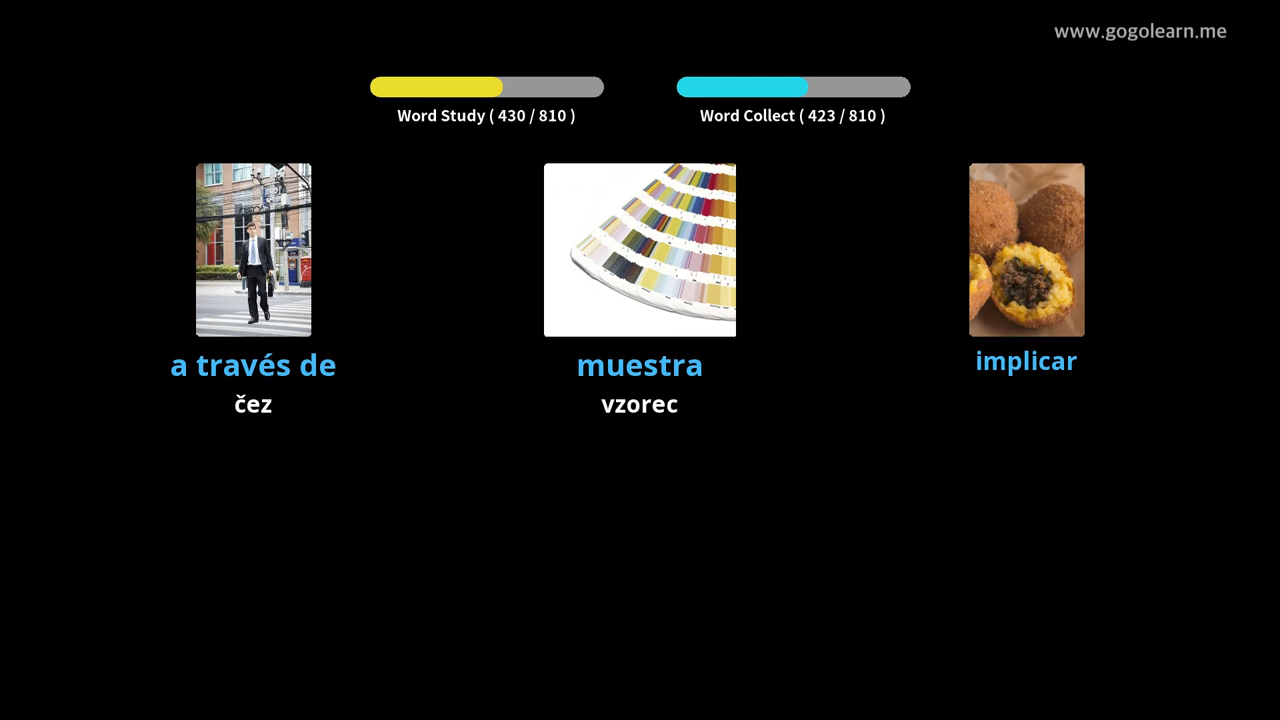 www.gogolearn.me
Word Study ( 430 / 810 )
Word Collect ( 423 / 810 )
a través de
muestra
implicar
čez
vzorec